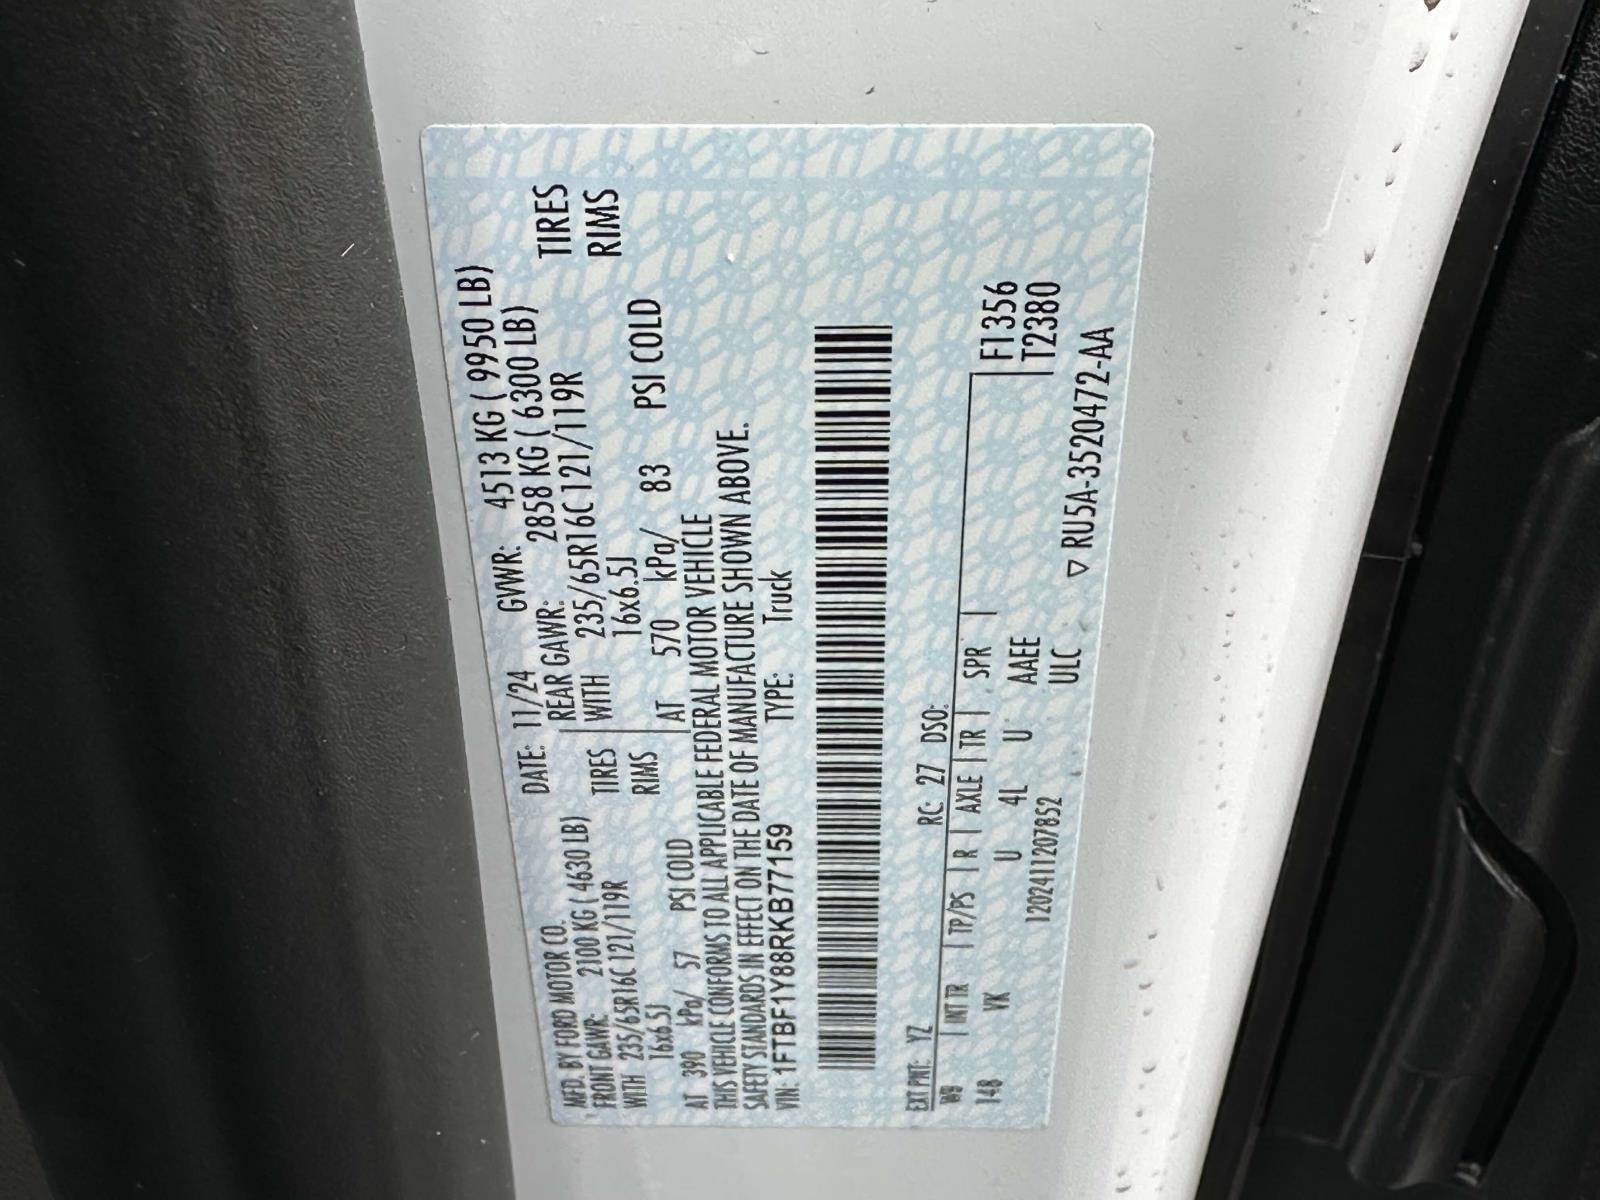 MFD. BY FORD MOTOR CO. DATE: 11/24 GVWR: 4513 KG ( 9950 LB)
FRONT GAWR: 2100 KG ( 4630 LB) REAR GAWR: 2858 KG ( 6300 LB)
WITH 235/65R16C 121/119R TIRES WITH 235/65R16C 121/119R TIRES
16x6.5J RIMS 16x6.5J RIMS
AT 390 kPa/ 57 PSI COLD AT 570 kPa/ 83 PSI COLD
THIS VEHICLE CONFORMS TO ALL APPLICABLE FEDERAL MOTOR VEHICLE
SAFETY STANDARDS IN EFFECT ON THE DATE OF MANUFACTURE SHOWN ABOVE.
VIN: 1FTBF1Y88RKB77159 TYPE: Truck
EXT PNT: YZ RC: 27 DSO:
WB INT TR TP/PS R AXLE TR SPR F1356
148 VK U 4L U AAEE T2380
12024112078S2 ULC ▽ RU5A-3520472-AA